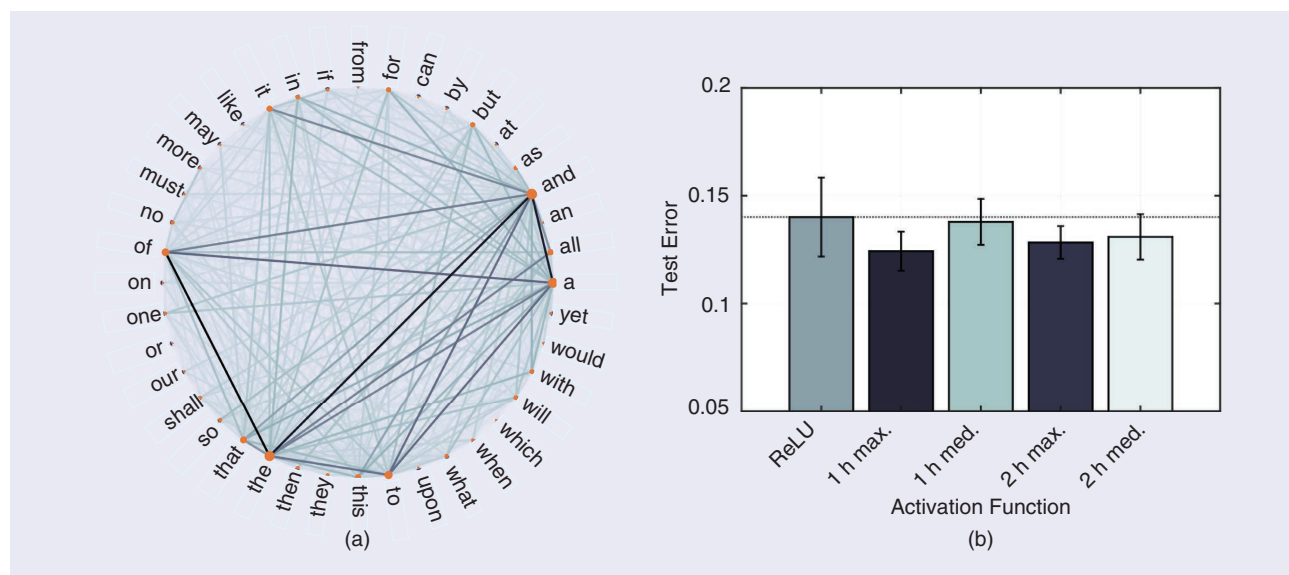 from
in
if
for
it
can
like
by
may
but
more
at
must
as
no
and
of
an
on
all
one
a
or
yet
our
would
shall
with
so
will
that
which
the
when
then
what
they
upon
this
to
(a)
0.2
0.15
0.1
0.05
Test Error
ReLU
1 h max.
1 h med.
2 h max.
2 h med.
Activation Function
(b)